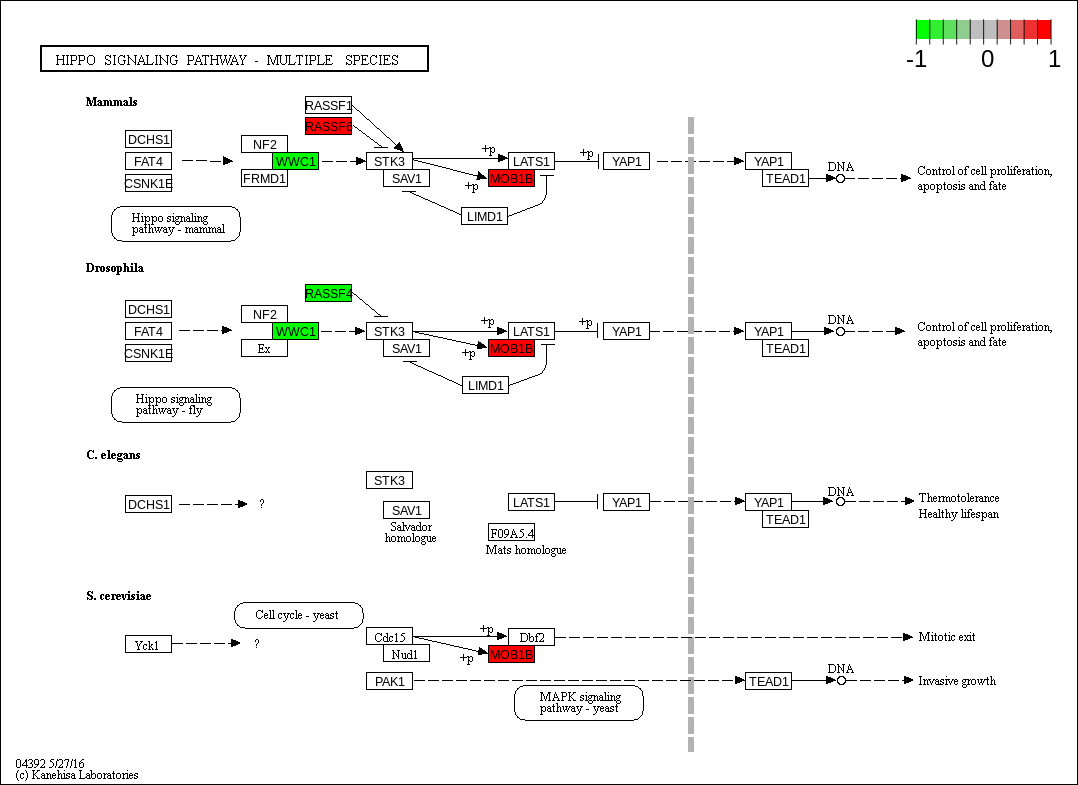 -1 0 1
HIPPO SIGNALING PATHWAY - MULTIPLE SPECIES
Mammals
RASSF1
RASSF6
DCHS1
FAT4
CSNK1E
NF2
WWC1
FRMD1
STK3
SAV1
+p
+p
LATS1
MOB1B
LIMD1
+p
YAP1
YAP1
TEAD1
DNA
Control of cell proliferation,
apoptosis and fate
Hippo signaling
pathway - mammal
Drosophila
RASSF4
DCHS1
FAT4
CSNK1E
NF2
WWC1
Ex
STK3
SAV1
+p
+p
LATS1
MOB1B
LIMD1
+p
YAP1
YAP1
TEAD1
DNA
Control of cell proliferation,
apoptosis and fate
Hippo signaling
pathway - fly
C. elegans
DCHS1
?
STK3
SAV1
Salvador
homologue
LATS1
F09A5.4
Mats homologue
YAP1
YAP1
TEAD1
DNA
Thermotolerance
Healthy lifespan
S. cerevisiae
Cell cycle - yeast
Yck1
?
Cdc15
Nud1
+p
+p
Dbf2
MOB1B
Mitotic exit
PAK1
MAPK signaling
pathway - yeast
TEAD1
DNA
Invasive growth
04392 5/27/16
(c) Kanehisa Laboratories